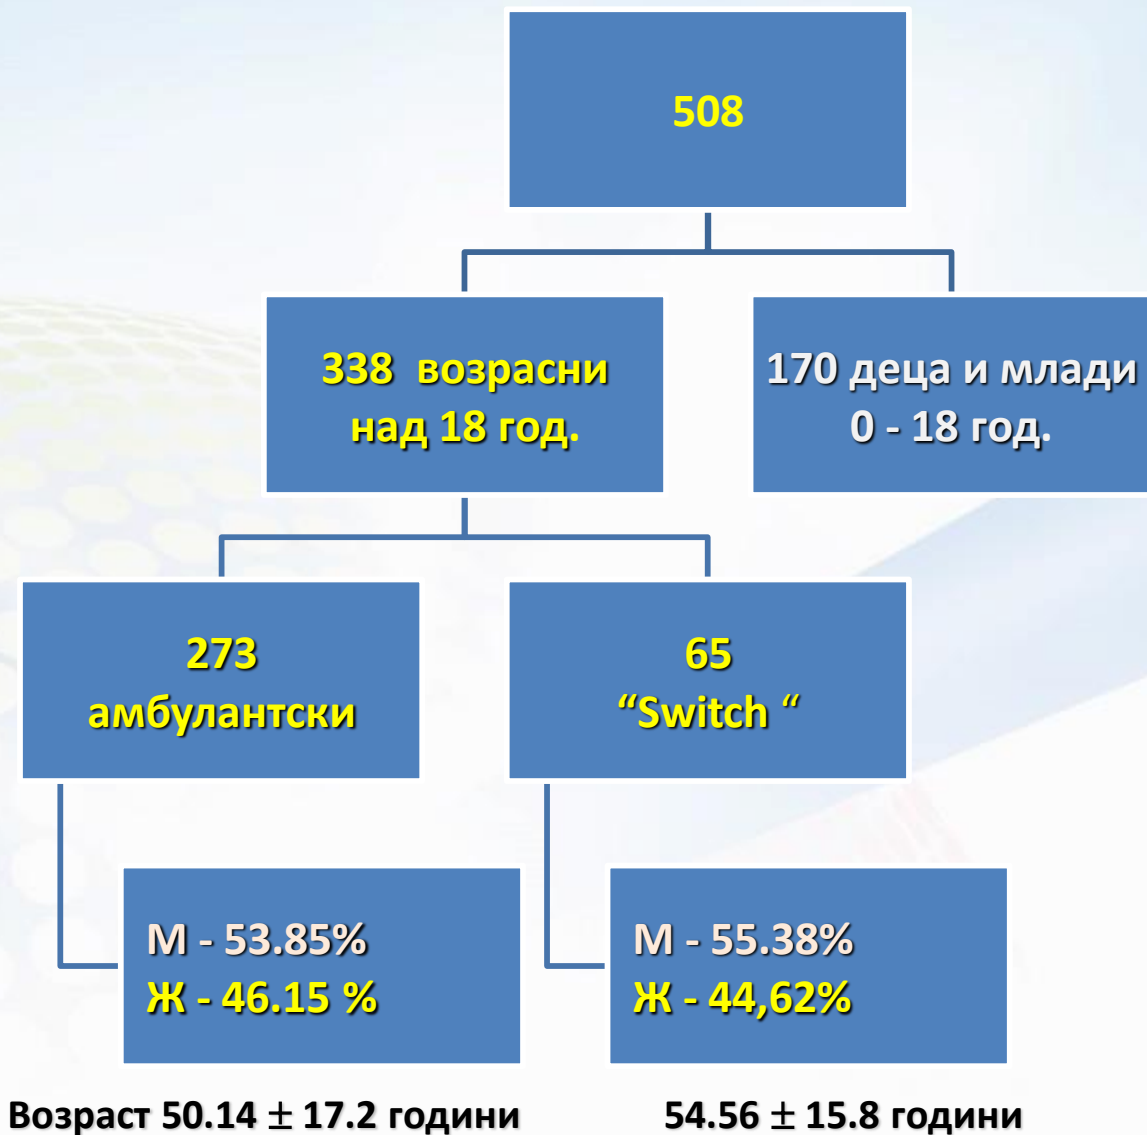 508
338 возрасни
над 18 год.
170 деца и млади
0 - 18 год.
273
амбулантски
65
“Switch “
М - 53.85%
Ж - 46.15 %
М - 55.38%
Ж - 44,62%
Возраст 50.14 ± 17.2 години
54.56 ± 15.8 години